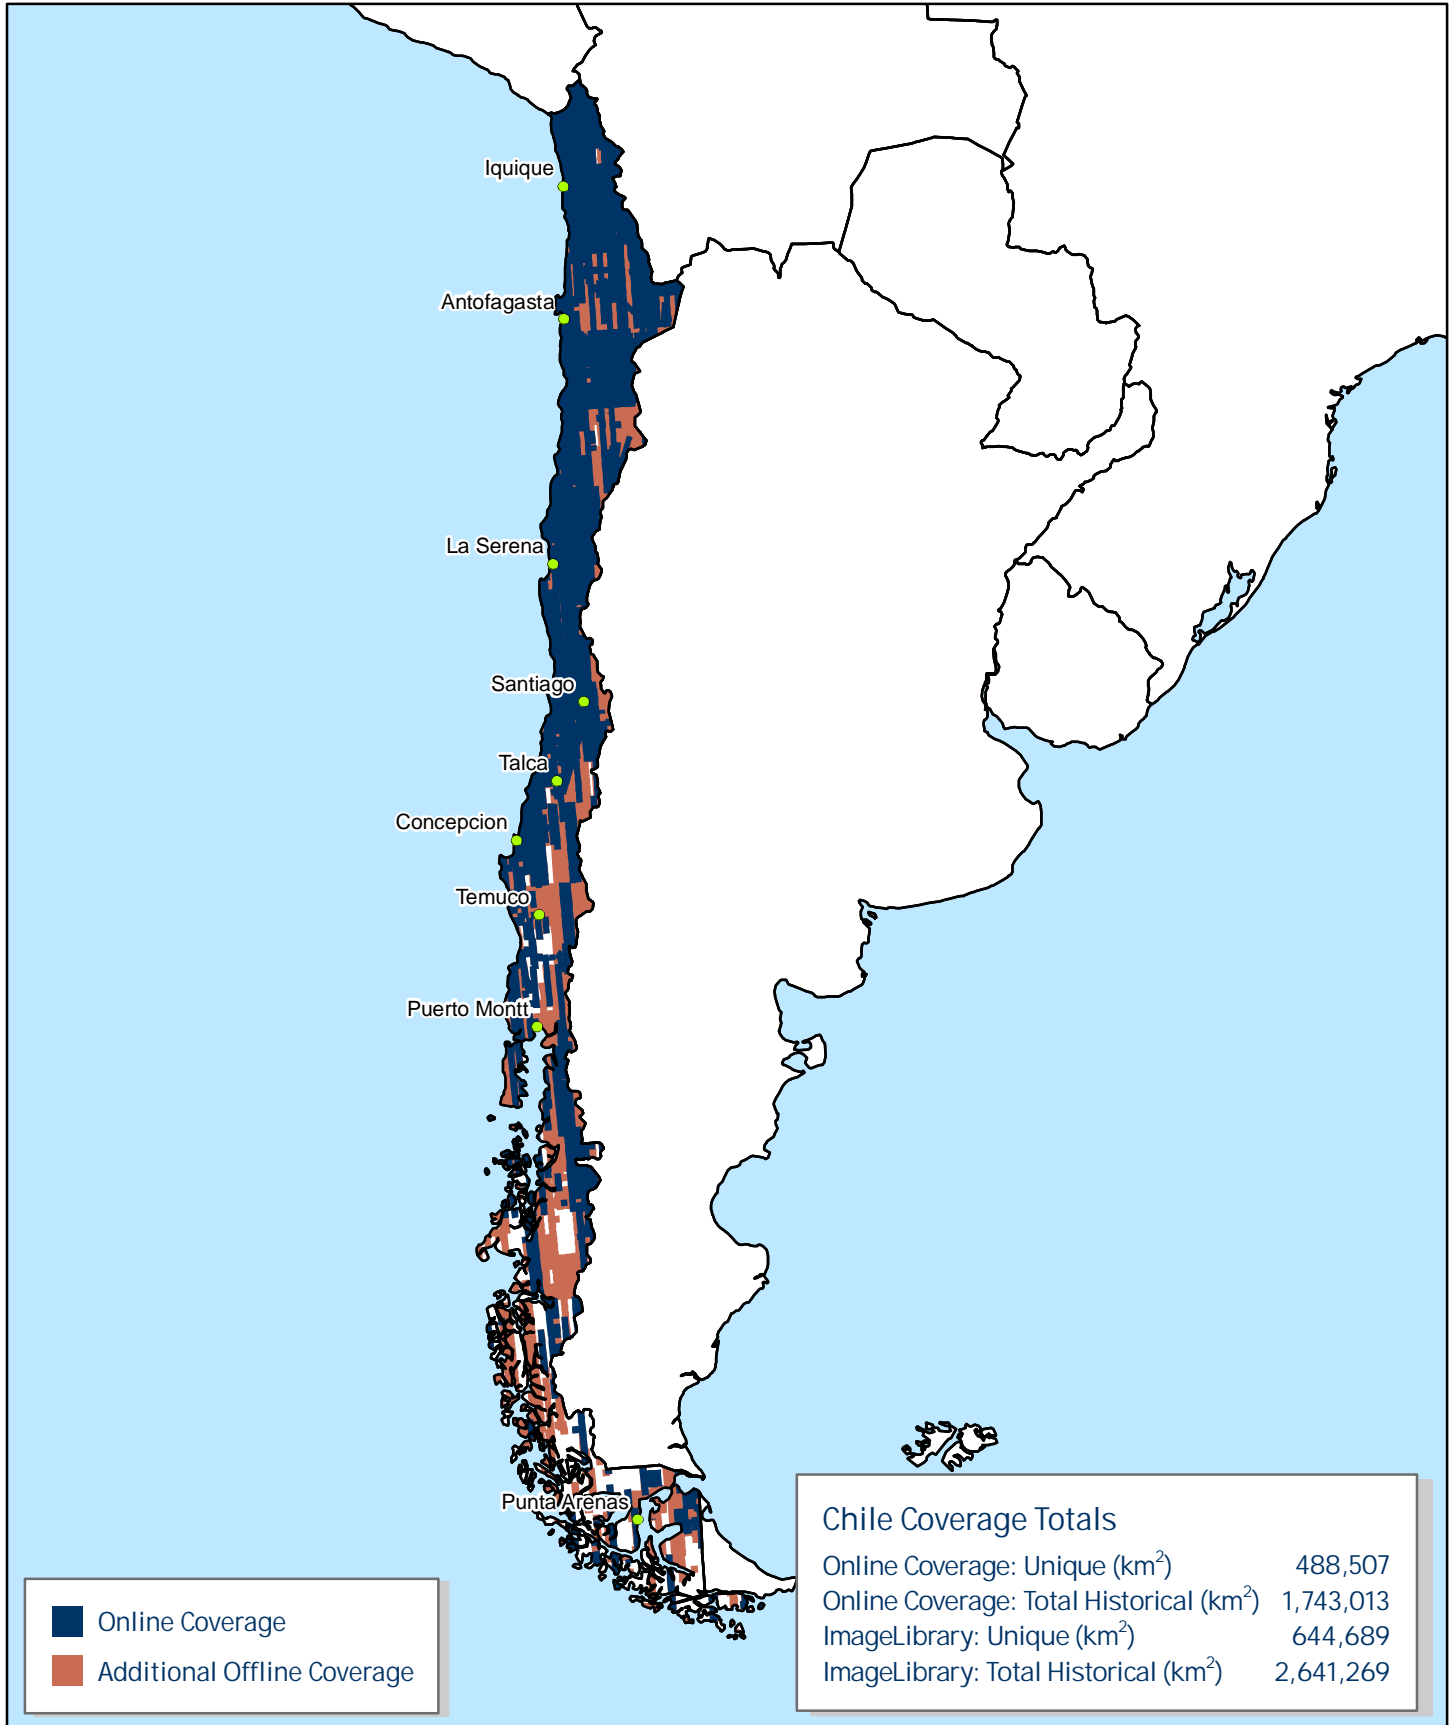 Iquique
Antofagasta
La Serena
Santiago
Talca
Concepcion
Temuco
Puerto Montt
Punta Arenas
Chile Coverage Totals
Online Coverage: Unique (km²) 488,507
Online Coverage: Total Historical (km²) 1,743,013
ImageLibrary: Unique (km²) 644,689
ImageLibrary: Total Historical (km²) 2,641,269
Online Coverage
Additional Offline Coverage